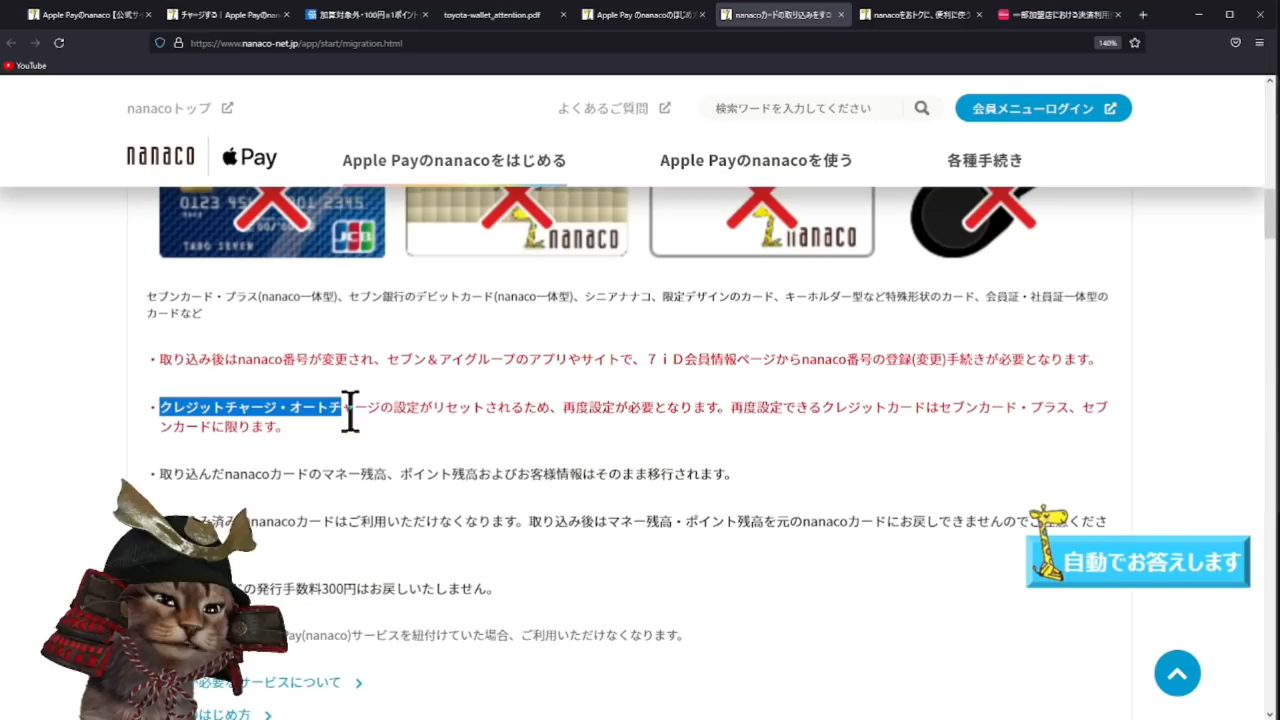 Apple Payのnanaco【公式サ
チャージする｜Apple Payのnan
加算対象外・100円※1ポイント
toyota-wallet_attention.pdf
Apple Pay のnanacoのはじめ方
nanacoカードの取り込みをする
nanacoをおトクに、便利に使う
一部加盟店における決済利用
https://www.nanaco-net.jp/app/start/migration.html
140%
YouTube
nanacoトップ
よくあるご質問
検索ワードを入力してください
会員メニューログイン
nanaco
Pay
Apple Payのnanacoをはじめる
Apple Payのnanacoを使う
各種手続き
TARO SEVEN
JCB
nanaco
nanaco
セブンカード・プラス(nanaco一体型)、セブン銀行のデビットカード(nanaco一体型)、シニアナナコ、限定デザインのカード、キーホルダー型など特殊形状のカード、会員証・社員証一体型の
カードなど
・取り込み後はnanaco番号が変更され、セブン＆アイグループのアプリやサイトで、７ｉD会員情報ページからnanaco番号の登録(変更)手続きが必要となります。
・クレジットチャージ・オートチャージの設定がリセットされるため、再度設定が必要となります。再度設定できるクレジットカードはセブンカード・プラス、セブ
ンカードに限ります。
・取り込んだnanacoカードのマネー残高、ポイント残高およびお客様情報はそのまま移行されます。
み済みnanacoカードはご利用いただけなくなります。取り込み後はマネー残高・ポイント残高を元のnanacoカードにお戻しできませんのでご注意くださ
の発行手数料300円はお戻しいたしません。
Pay(nanaco)サービスを紐付けていた場合、ご利用いただけなくなります。
必要なサービスについて
はじめ方
自動でお答えします